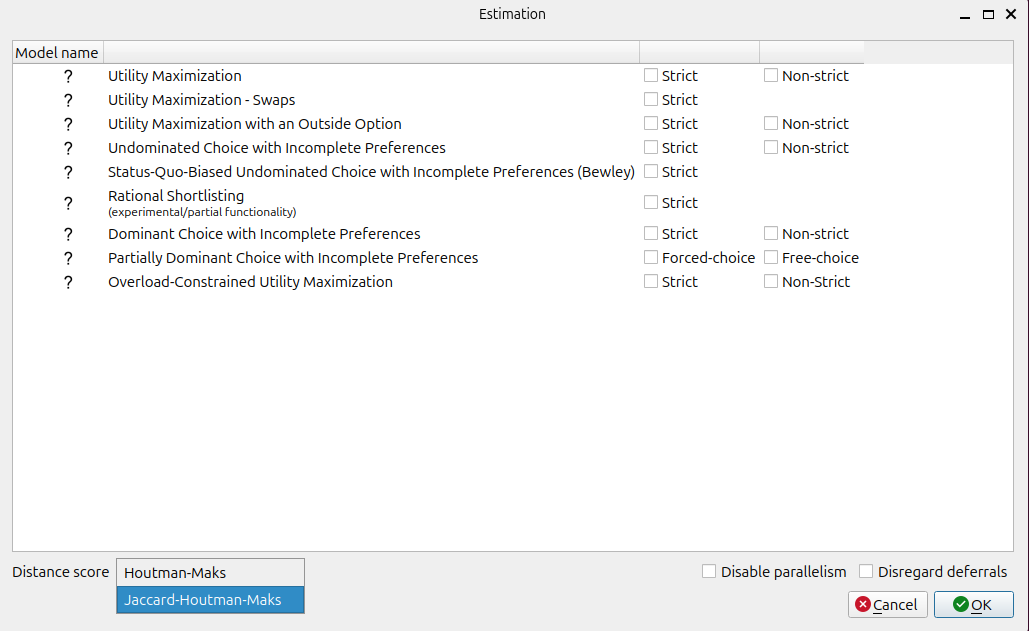 Estimation
Model name
? Utility Maximization Strict Non-strict
? Utility Maximization - Swaps Strict
? Utility Maximization with an Outside Option Strict Non-strict
? Undominated Choice with Incomplete Preferences Strict Non-strict
? Status-Quo-Biased Undominated Choice with Incomplete Preferences (Bewley) Strict
? Rational Shortlisting Strict
(experimental/partial functionality)
? Dominant Choice with Incomplete Preferences Strict Non-strict
? Partially Dominant Choice with Incomplete Preferences Forced-choice Free-choice
? Overload-Constrained Utility Maximization Strict Non-Strict
Distance score Houtman-Maks Disable parallelism Disregard deferrals
Jaccard-Houtman-Maks Cancel OK